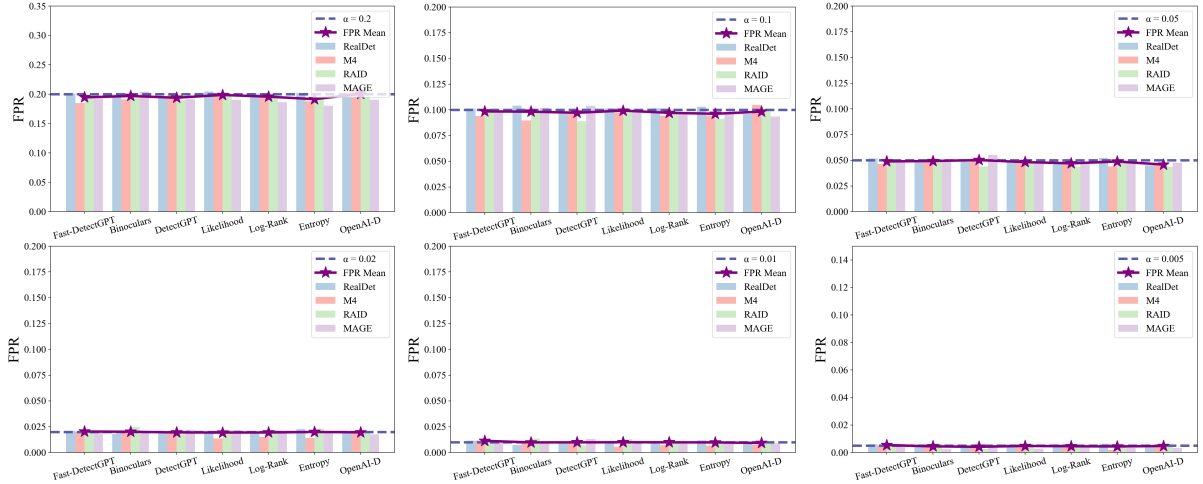 0.35
0.30
0.25
0.20
0.15
0.10
0.05
0.00
FPR
α = 0.2
FPR Mean
RealDet
M4
RAID
MAGE
Fast-DetectGPT
Binoculars
DetectGPT
Likelihood
Log-Rank
Entropy
OpenAI-D
0.200
0.175
0.150
0.125
0.100
0.075
0.050
0.025
0.000
FPR
α = 0.1
FPR Mean
RealDet
M4
RAID
MAGE
Fast-DetectGPT
Binoculars
DetectGPT
Likelihood
Log-Rank
Entropy
OpenAI-D
0.200
0.175
0.150
0.125
0.100
0.075
0.050
0.025
0.000
FPR
α = 0.05
FPR Mean
RealDet
M4
RAID
MAGE
Fast-DetectGPT
Binoculars
DetectGPT
Likelihood
Log-Rank
Entropy
OpenAI-D
0.200
0.175
0.150
0.125
0.100
0.075
0.050
0.025
0.000
FPR
α = 0.02
FPR Mean
RealDet
M4
RAID
MAGE
Fast-DetectGPT
Binoculars
DetectGPT
Likelihood
Log-Rank
Entropy
OpenAI-D
0.200
0.175
0.150
0.125
0.100
0.075
0.050
0.025
0.000
FPR
α = 0.01
FPR Mean
RealDet
M4
RAID
MAGE
Fast-DetectGPT
Binoculars
DetectGPT
Likelihood
Log-Rank
Entropy
OpenAI-D
0.14
0.12
0.10
0.08
0.06
0.04
0.02
0.00
FPR
α = 0.005
FPR Mean
RealDet
M4
RAID
MAGE
Fast-DetectGPT
Binoculars
DetectGPT
Likelihood
Log-Rank
Entropy
OpenAI-D